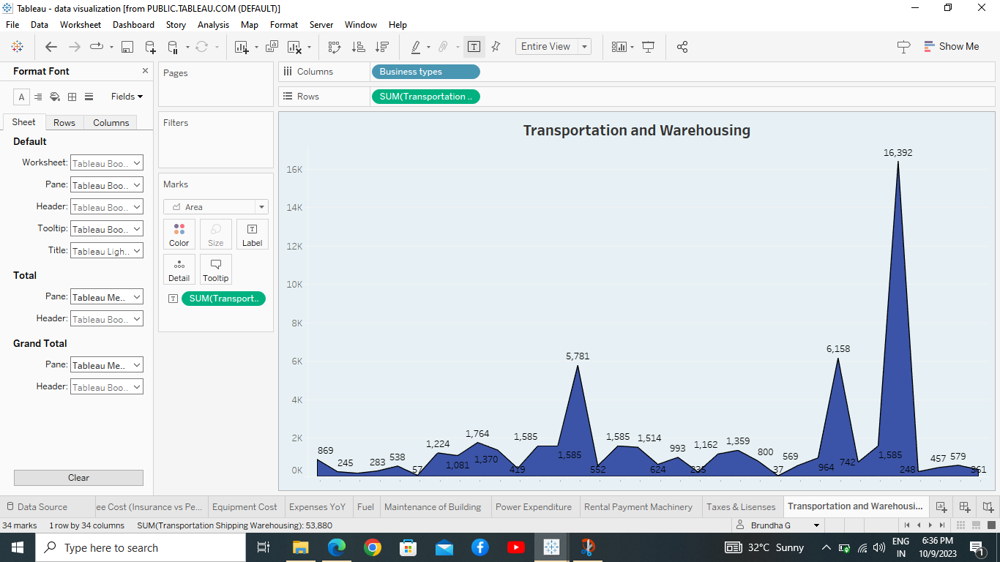 Tableau - data visualization [from PUBLIC.TABLEAU.COM (DEFAULT)]
File Data Worksheet Dashboard Story Analysis Map Format Server Window Help
Entire View
Show Me
Format Font
Fields
Sheet Rows Columns
Default
Worksheet: Tableau Boo..
Pane: Tableau Boo..
Header: Tableau Boo..
Tooltip: Tableau Boo..
Title: Tableau Ligh..
Total
Pane: Tableau Me..
Header: Tableau Boo..
Grand Total
Pane: Tableau Me..
Header: Tableau Boo..
Clear
Pages
Filters
Marks
Area
Color Size Label
Detail Tooltip
SUM(Transport..
Columns Business types
Rows SUM(Transportation ..
Transportation and Warehousing
16,392
16K
14K
12K
10K
8K
6,158
5,781
6K
4K
1,764
1,585 1,585 1,514
2K
1,224 1,162 1,359
869 993 800
245 283 538 569 457 579
1,081 1,370 1,585 964 742 1,585
0K 57 419 552 624 235 37 248 361
Data Source ee Cost (Insurance vs Pe... Equipment Cost Expenses YoY Fuel Maintenance of Building Power Expenditure Rental Payment Machinery Taxes & Lisenses Transportation and Warehousi...
34 marks 1 row by 34 columns SUM(Transportation Shipping Warehousing): 53,880 Brundha G
Type here to search
32°C Sunny
ENG
IN
6:36 PM
10/9/2023
1